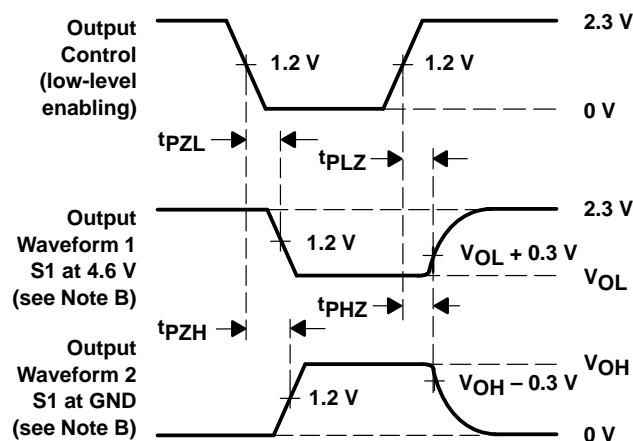 Output
Control
(low-level
enabling)
1.2 V
1.2 V
2.3 V
0 V
tPZL
tPLZ
Output
Waveform 1
S1 at 4.6 V
(see Note B)
1.2 V
2.3 V
VOL + 0.3 V
VOL
tPHZ
tPZH
Output
Waveform 2
S1 at GND
(see Note B)
1.2 V
VOH
VOH – 0.3 V
0 V